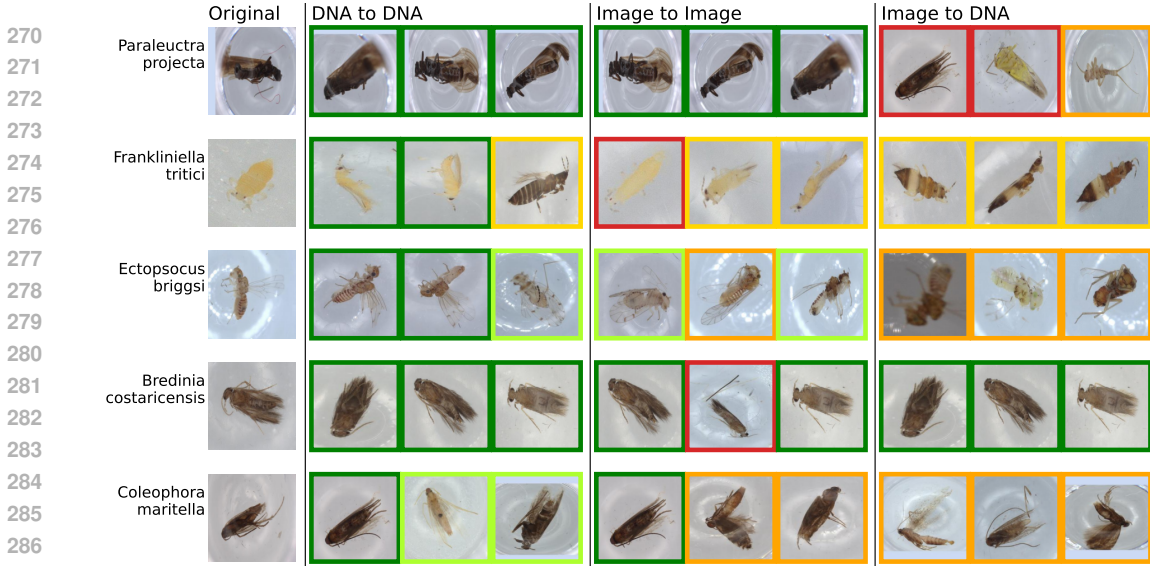 Original DNA to DNA Image to Image Image to DNA
270
Paraleuctra
projecta
271
272
273
Frankliniella
tritici
274
275
276
277
Ectopsocus
briggsi
278
279
280
Bredinia
costaricensis
281
282
283
284
Coleophora
maritella
285
286